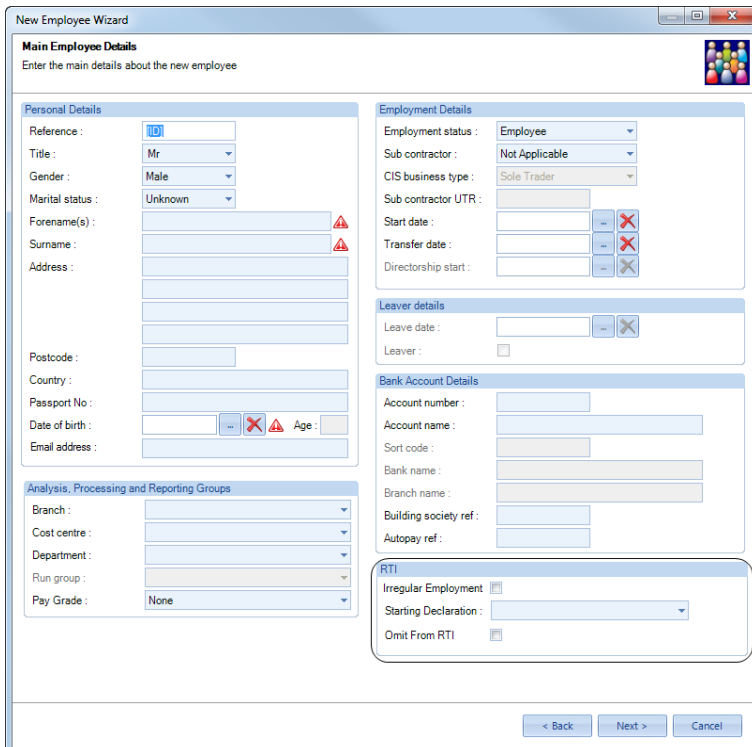 New Employee Wizard
Main Employee Details
Enter the main details about the new employee
Personal Details
Reference : [ID]
Title : Mr
Gender : Male
Marital status : Unknown
Forename(s) :
Surname :
Address :
Postcode :
Country :
Passport No :
Date of birth : ... Age :
Email address :
Analysis, Processing and Reporting Groups
Branch :
Cost centre :
Department :
Run group :
Pay Grade : None
Employment Details
Employment status : Employee
Sub contractor : Not Applicable
CIS business type : Sole Trader
Sub contractor UTR :
Start date : ...
Transfer date : ...
Directorship start : ...
Leaver details
Leave date : ...
Leaver :
Bank Account Details
Account number :
Account name :
Sort code :
Bank name :
Branch name :
Building society ref :
Autopay ref :
RTI
Irregular Employment
Starting Declaration :
Omit From RTI
< Back Next > Cancel